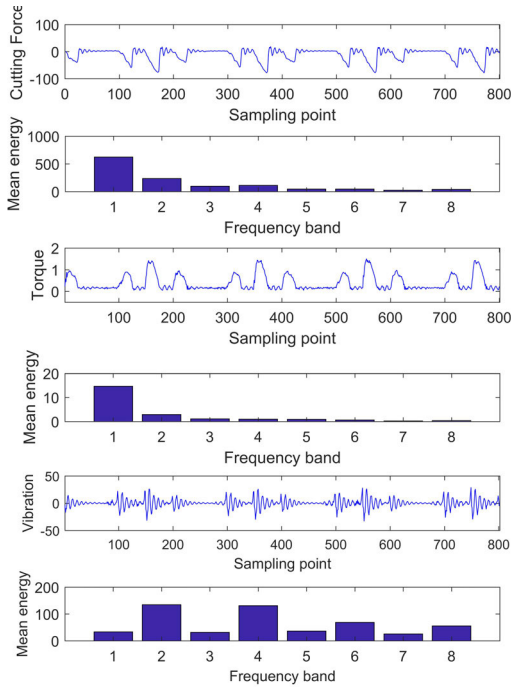 Cutting Force
100
0
-100
0 100 200 300 400 500 600 700 800
Sampling point
Mean energy
1000
500
0
1 2 3 4 5 6 7 8
Frequency band
Torque
2
1
0
100 200 300 400 500 600 700 800
Sampling point
Mean energy
20
10
0
1 2 3 4 5 6 7 8
Frequency band
Vibration
50
0
-50
100 200 300 400 500 600 700 800
Sampling point
Mean energy
200
100
0
1 2 3 4 5 6 7 8
Frequency band